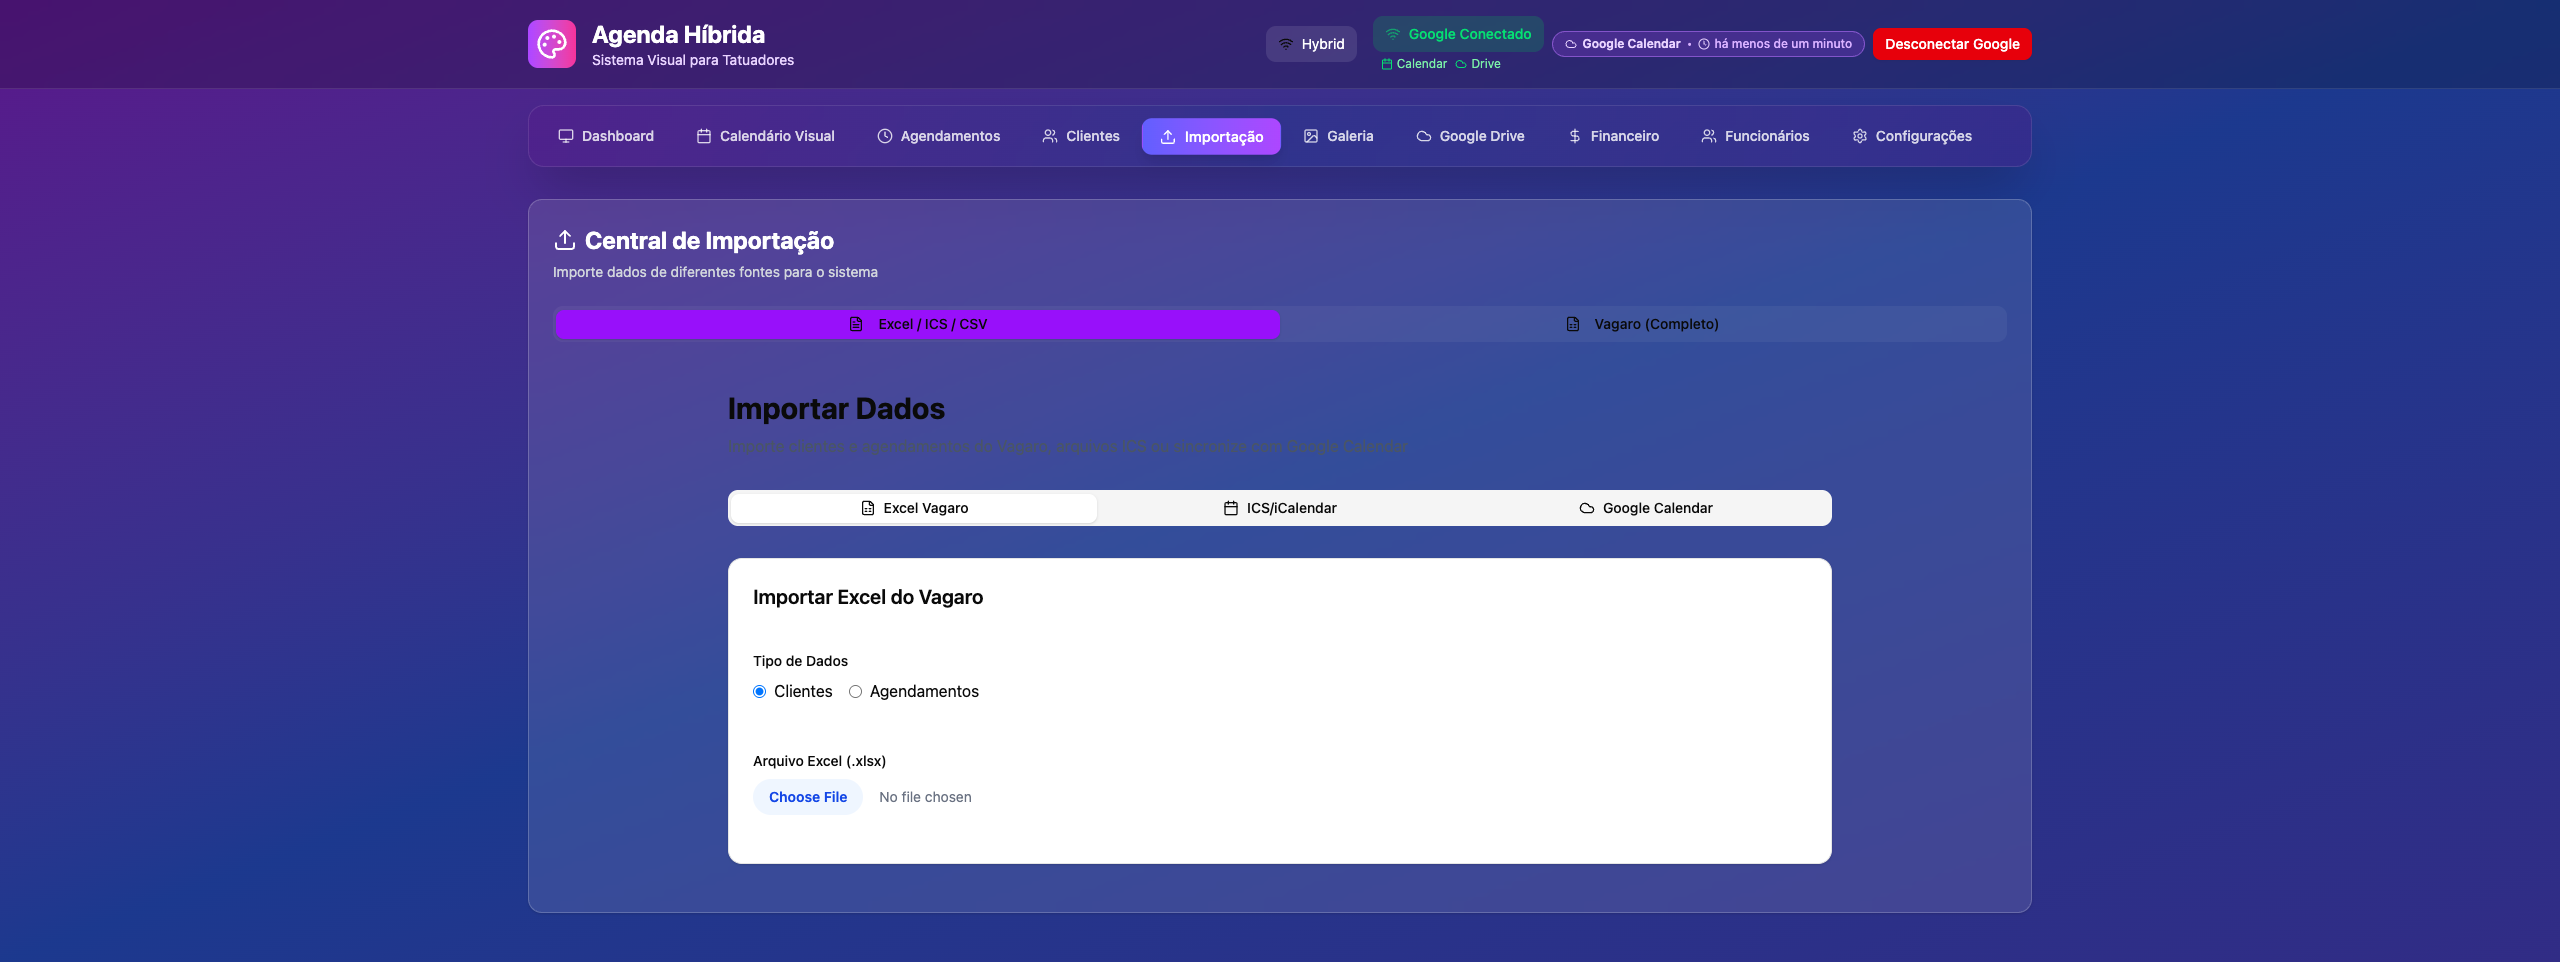 Agenda Híbrida
Sistema Visual para Tatuadores
Hybrid
Google Conectado
Calendar Drive
Google Calendar • há menos de um minuto
Desconectar Google
Dashboard
Calendário Visual
Agendamentos
Clientes
Importação
Galeria
Google Drive
Financeiro
Funcionários
Configurações
Central de Importação
Importe dados de diferentes fontes para o sistema
Excel / ICS / CSV
Vagaro (Completo)
Importar Dados
Importe clientes e agendamentos do Vagaro, arquivos ICS ou sincronize com Google Calendar
Excel Vagaro
ICS/iCalendar
Google Calendar
Importar Excel do Vagaro
Tipo de Dados
Clientes
Agendamentos
Arquivo Excel (.xlsx)
Choose File
No file chosen